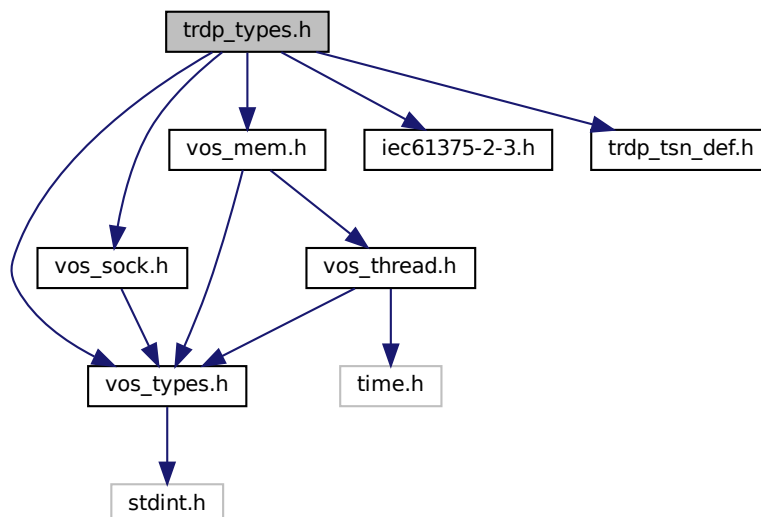 trdp_types.h
vos_mem.h
iec61375-2-3.h
trdp_tsn_def.h
vos_sock.h
vos_thread.h
vos_types.h
time.h
stdint.h